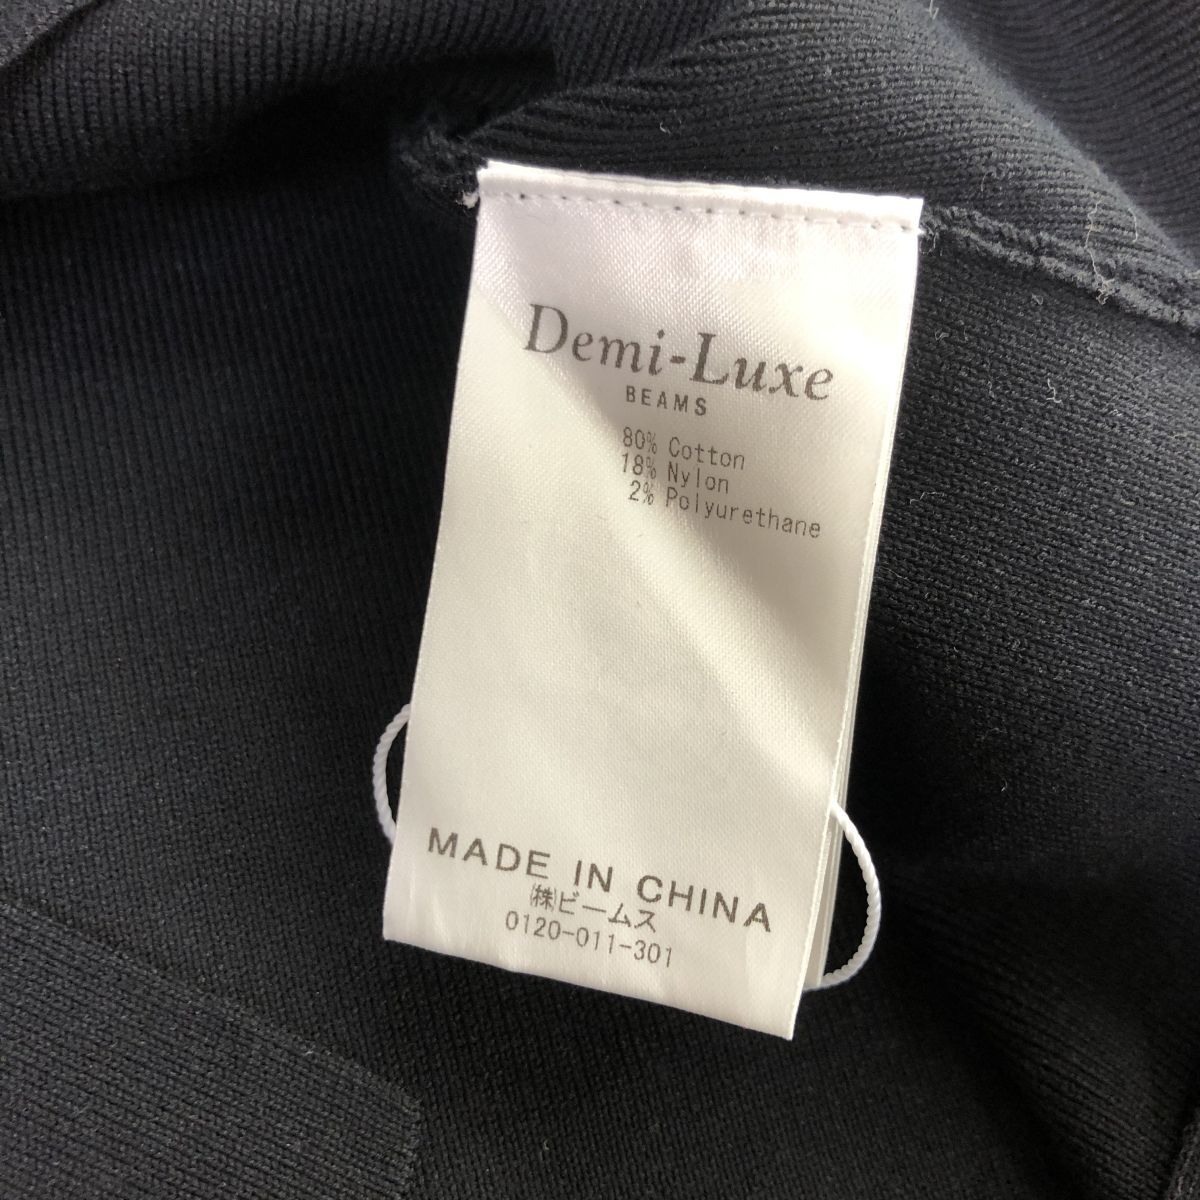 Demi-Luxe
BEAMS
80% Cotton
18% Nylon
2% Polyurethane
MADE IN CHINA
㈱ビームス
0120-011-301